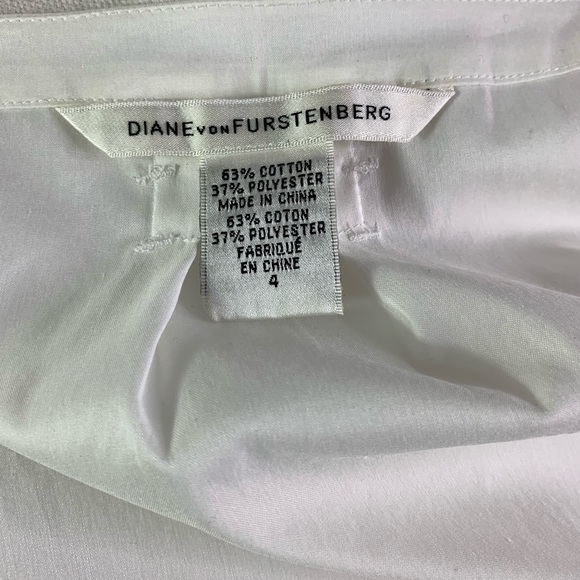 DIANE VON FURSTENBERG
63% COTTON
37% POLYESTER
MADE IN CHINA
63% COTON
37% POLYESTER
FABRIQUÉ
EN CHINE
4